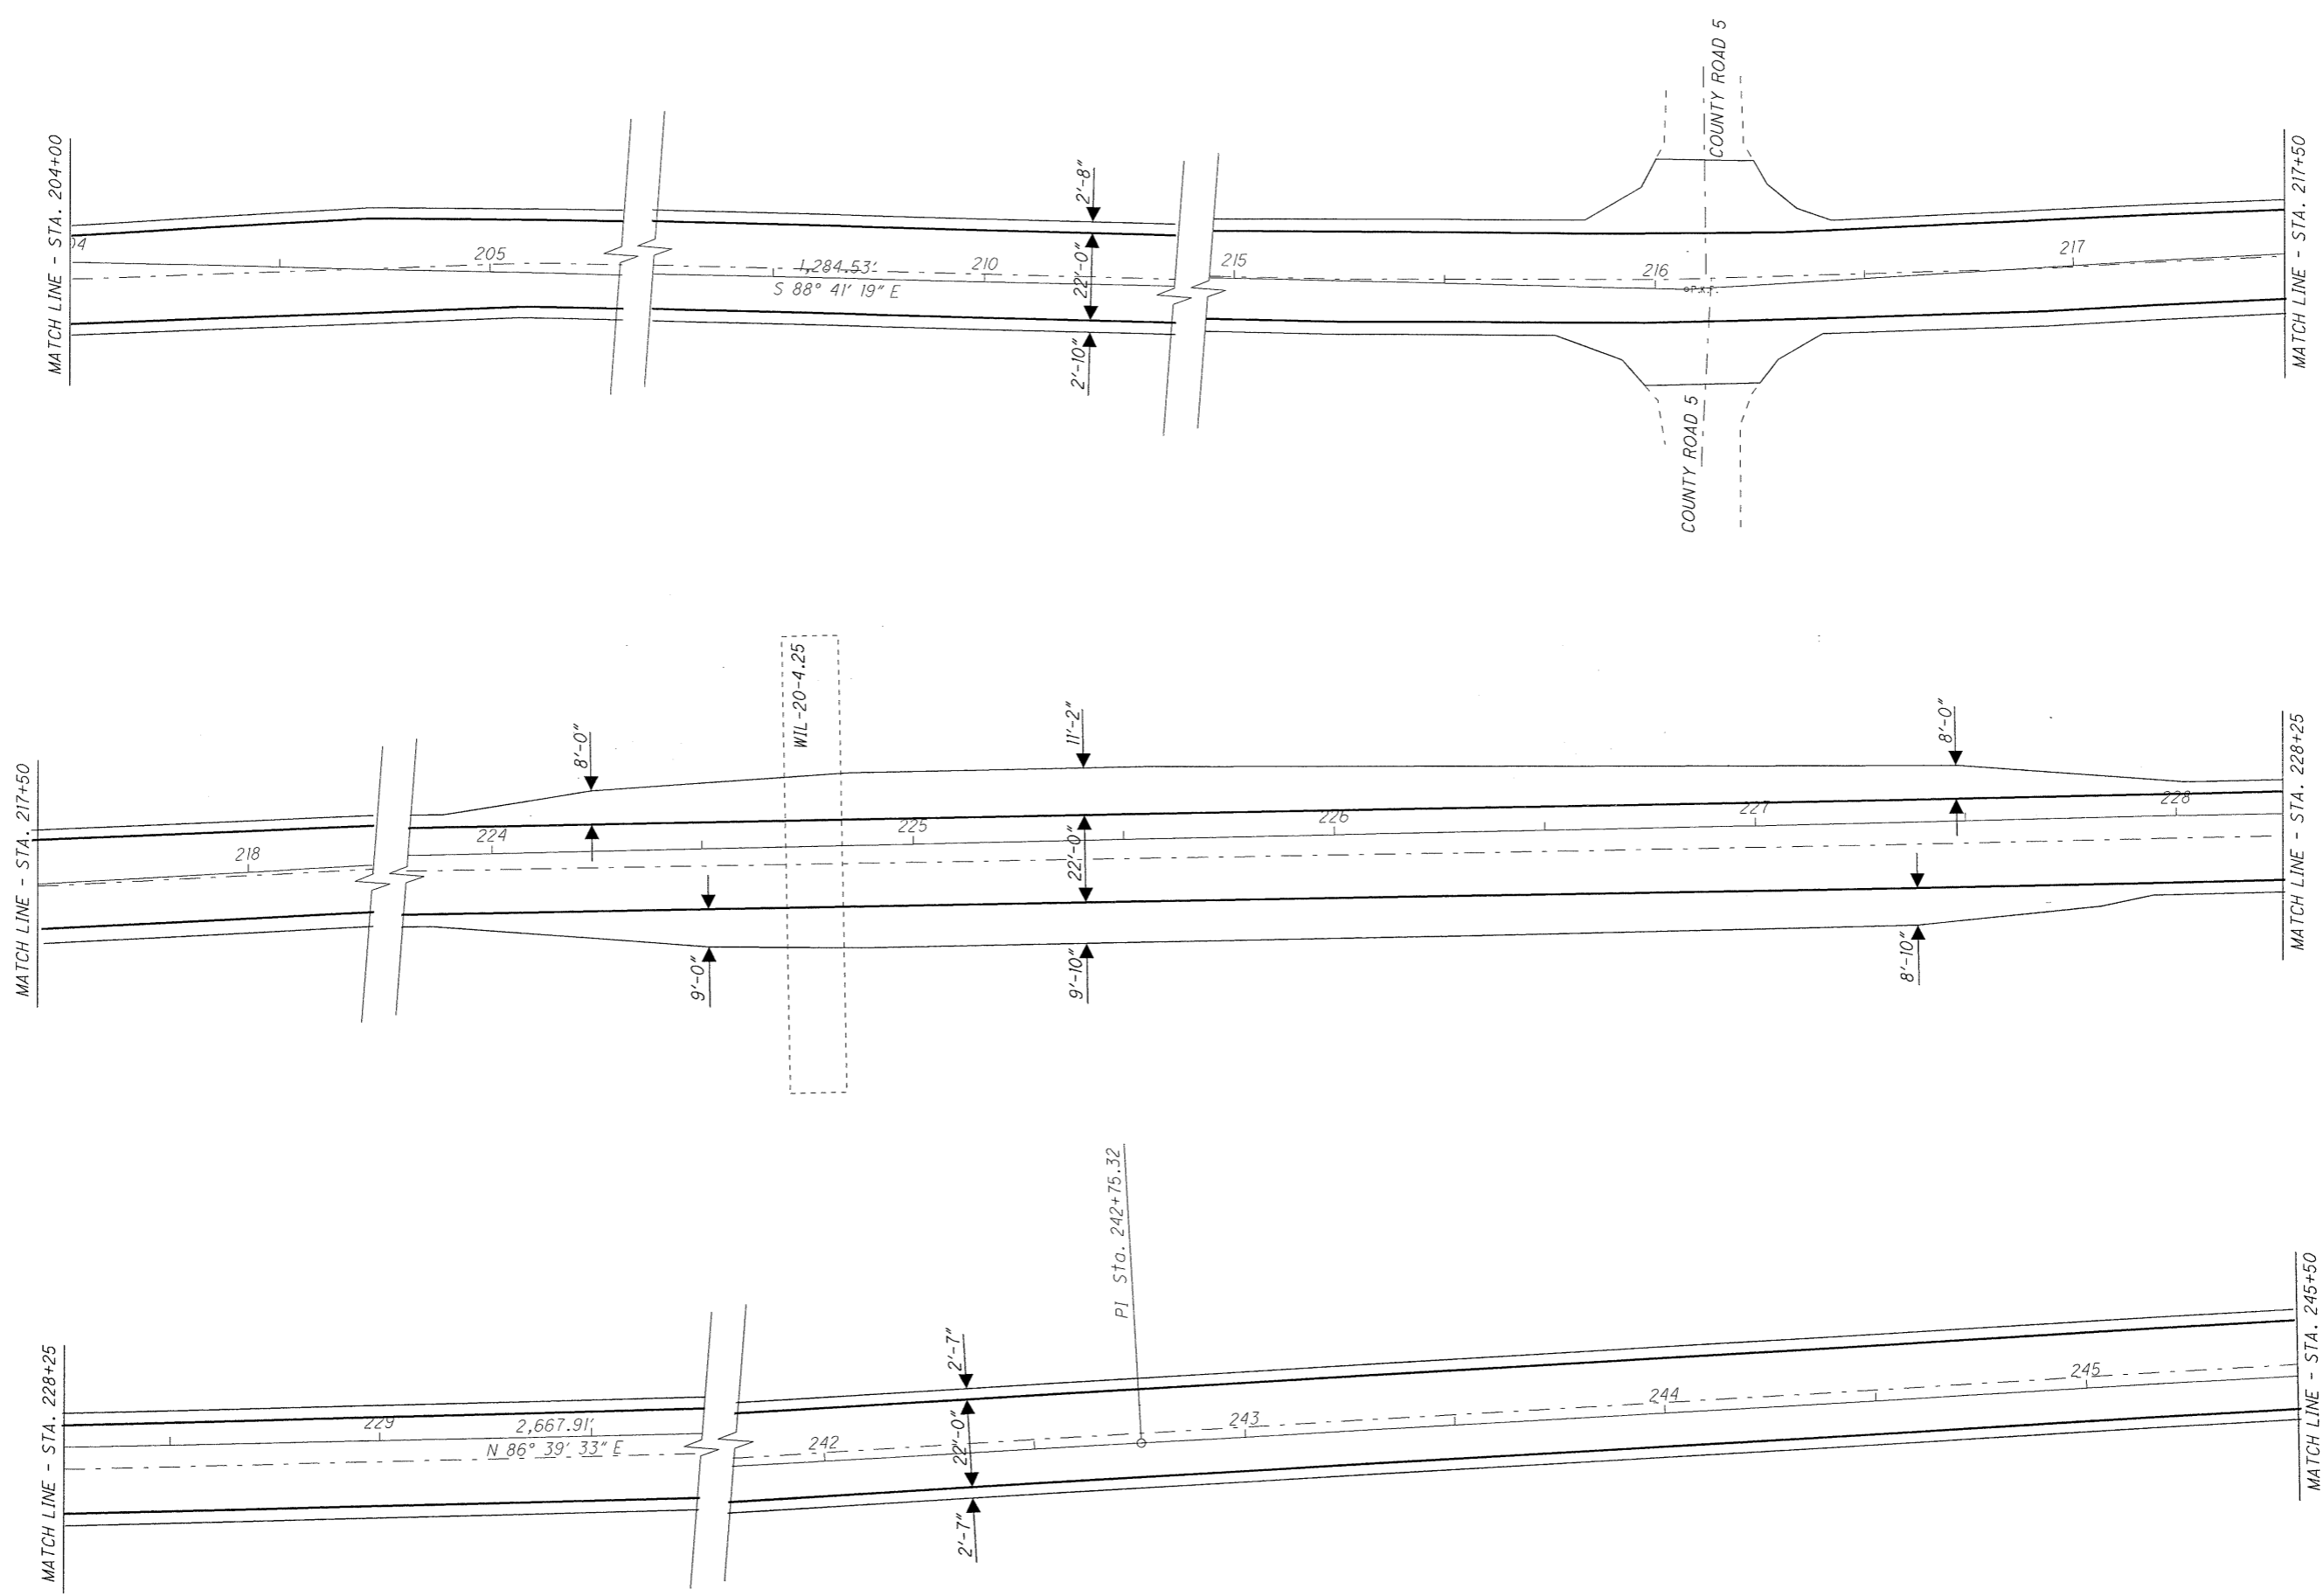 COUNTY ROAD 5
MATCH LINE - STA. 204+00
04
205
1,284.53'
S 88° 41' 19" E
210
2'-8"
22'-0"
2'-10"
215
216
P.K.F.
217
COUNTY ROAD 5
MATCH LINE - STA. 217+50
MATCH LINE - STA. 217+50
218
224
8'-0"
9'-0"
WIL-20-4.25
225
11'-2"
22'-0"
9'-10"
226
227
8'-0"
8'-10"
228
MATCH LINE - STA. 228+25
MATCH LINE - STA. 228+25
229
2,667.91'
N 86° 39' 33" E
242
2'-7"
22'-0"
2'-7"
PI Sta. 242+75.32
243
244
245
MATCH LINE - STA. 245+50